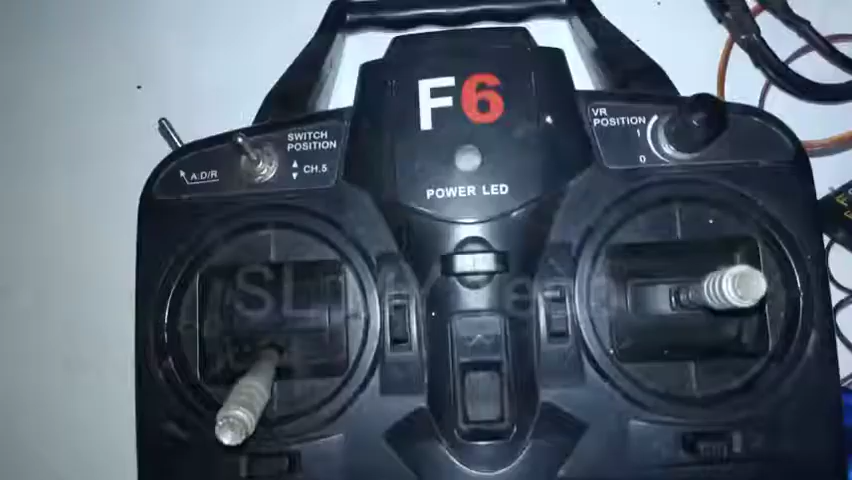 F6
SWITCH
POSITION
CH.5
A:D/R
VR
POSITION
1
0
POWER LED